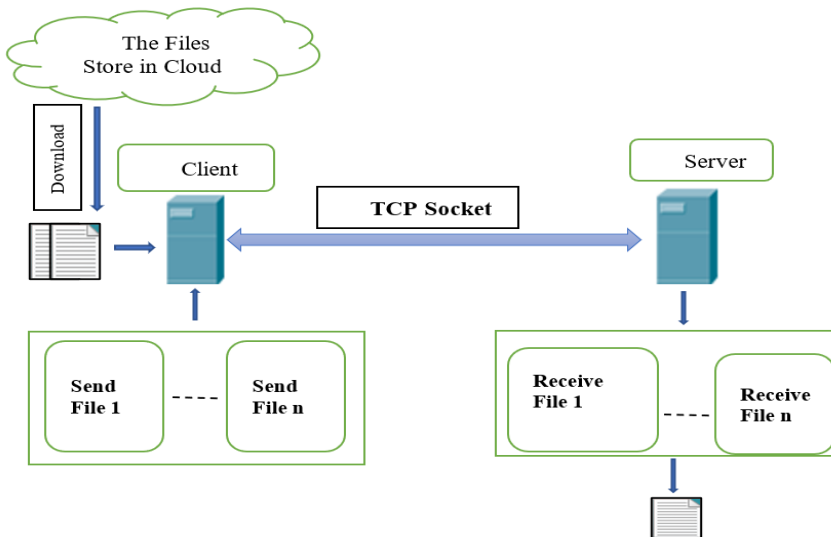 The Files
Store in Cloud
Download
Client
Server
TCP Socket
Send
File 1
Send
File n
Receive
File 1
Receive
File n